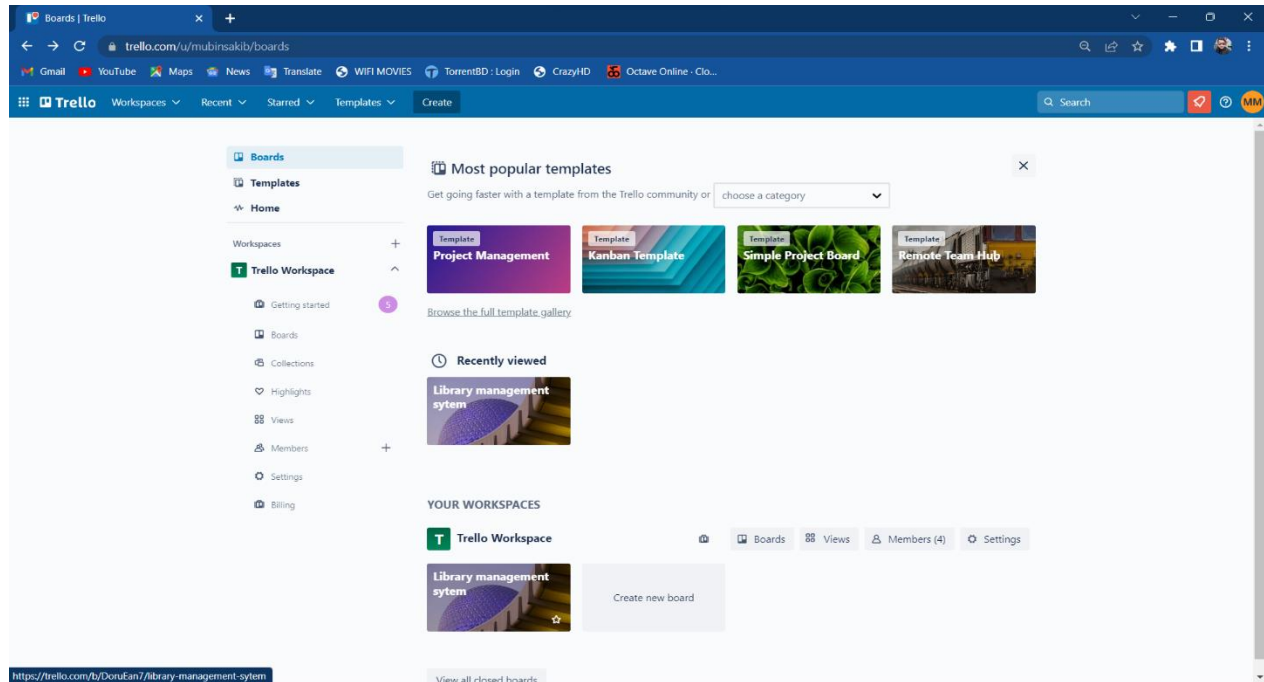 Boards | Trello
trello.com/u/mubinsakib/boards
Gmail YouTube Maps News Translate WIFI MOVIES TorrentBD : Login CrazyHD Octave Online · Clo...
Trello Workspaces Recent Starred Templates Create Search MM
Boards
Templates
Home
Workspaces
T Trello Workspace
Getting started S
Boards
Collections
Highlights
Views
Members
Settings
Billing
Most popular templates
Get going faster with a template from the Trello community or choose a category
Template
Project Management
Template
Kanban Template
Template
Simple Project Board
Template
Remote Team Hub
Browse the full template gallery
Recently viewed
Library management
sytem
YOUR WORKSPACES
T Trello Workspace Boards Views Members (4) Settings
Library management
sytem
Create new board
View all closed boards
https://trello.com/b/DoruEan7/library-management-sytem